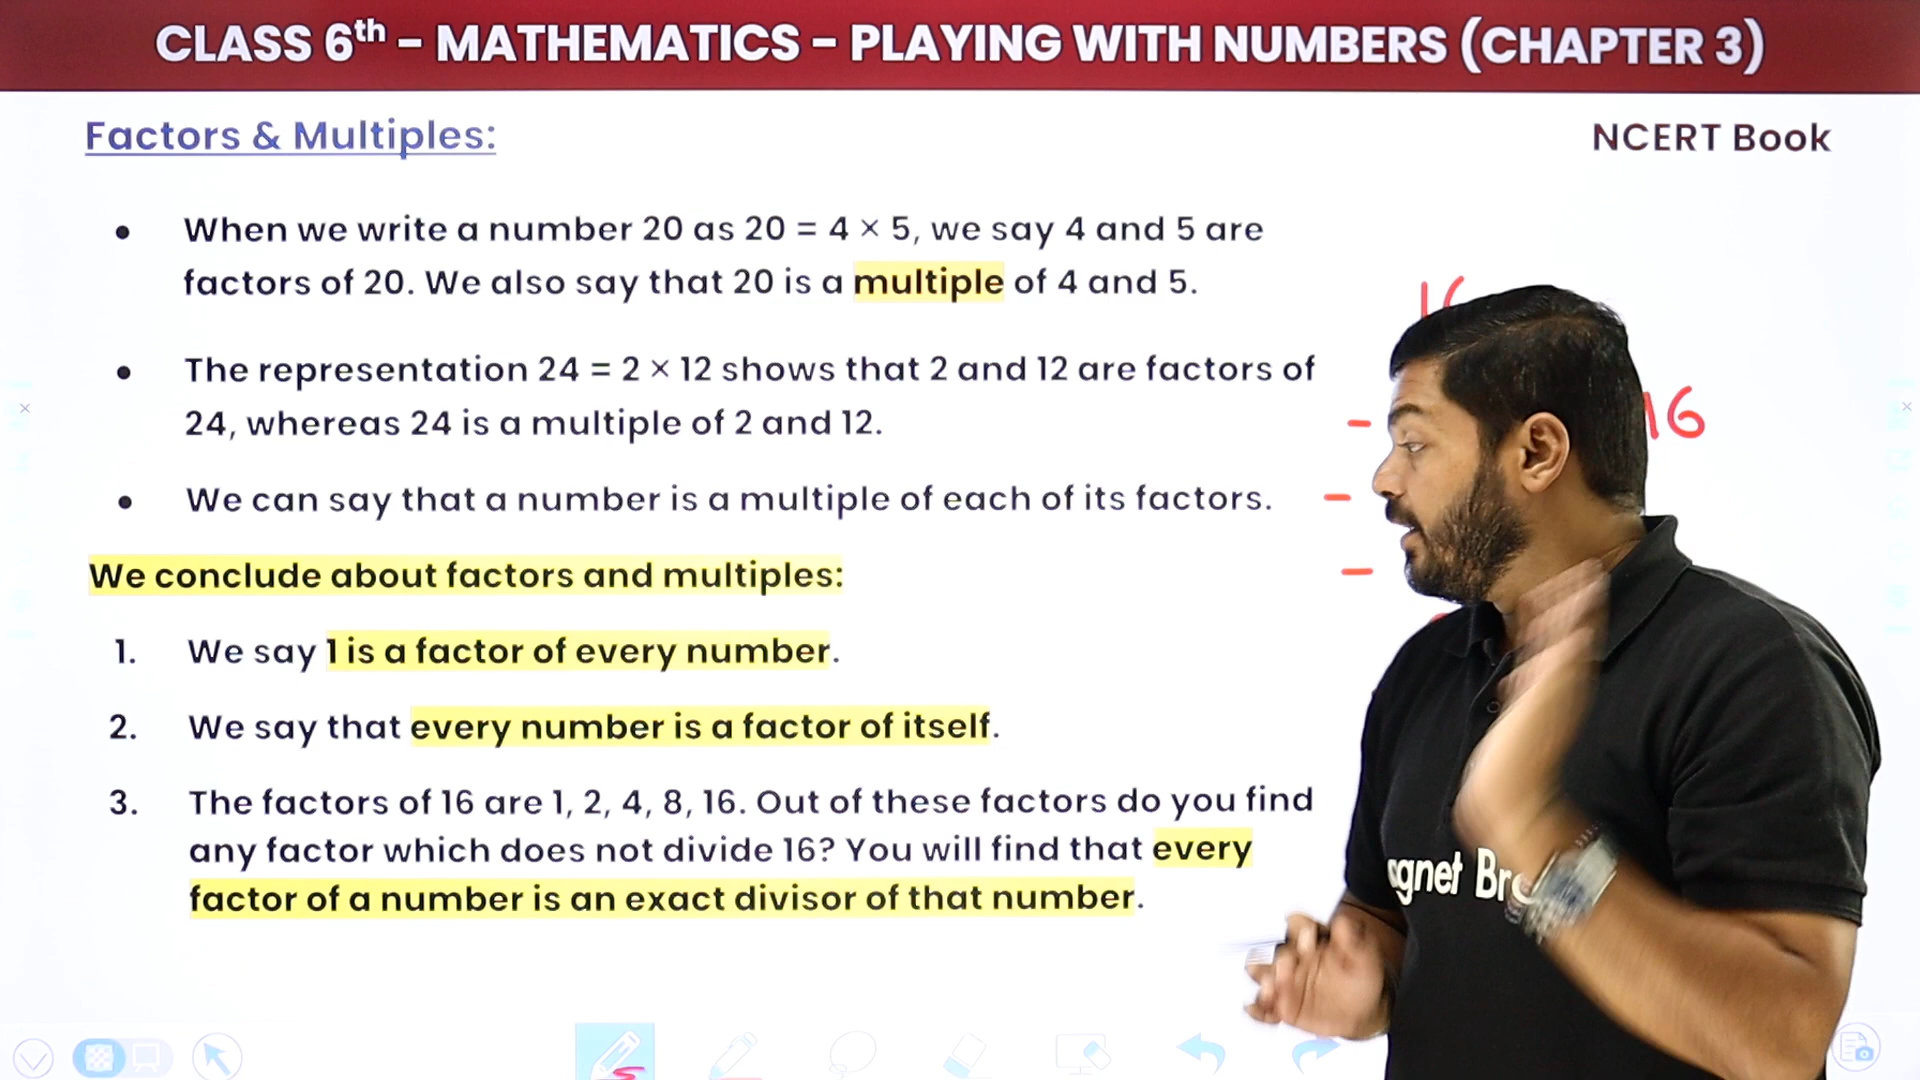 CLASS 6th – MATHEMATICS – PLAYING WITH NUMBERS (CHAPTER 3)
Factors & Multiples:
NCERT Book
• When we write a number 20 as 20 = 4 × 5, we say 4 and 5 are
factors of 20. We also say that 20 is a multiple of 4 and 5.
16
• The representation 24 = 2 × 12 shows that 2 and 12 are factors of
24, whereas 24 is a multiple of 2 and 12.
16
• We can say that a number is a multiple of each of its factors.
We conclude about factors and multiples:
1. We say 1 is a factor of every number.
2. We say that every number is a factor of itself.
3. The factors of 16 are 1, 2, 4, 8, 16. Out of these factors do you find
any factor which does not divide 16? You will find that every
factor of a number is an exact divisor of that number.